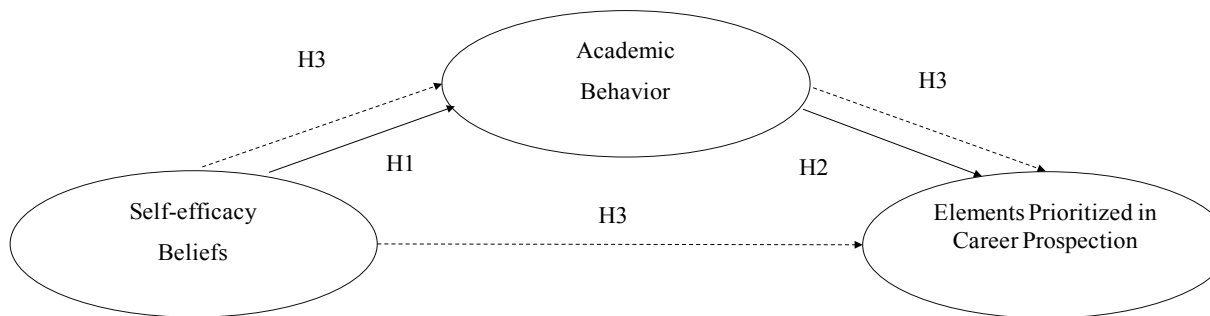 Academic
Behavior
H3
H3
H1
H2
Self-efficacy
Beliefs
H3
Elements Prioritized in
Career Prospection